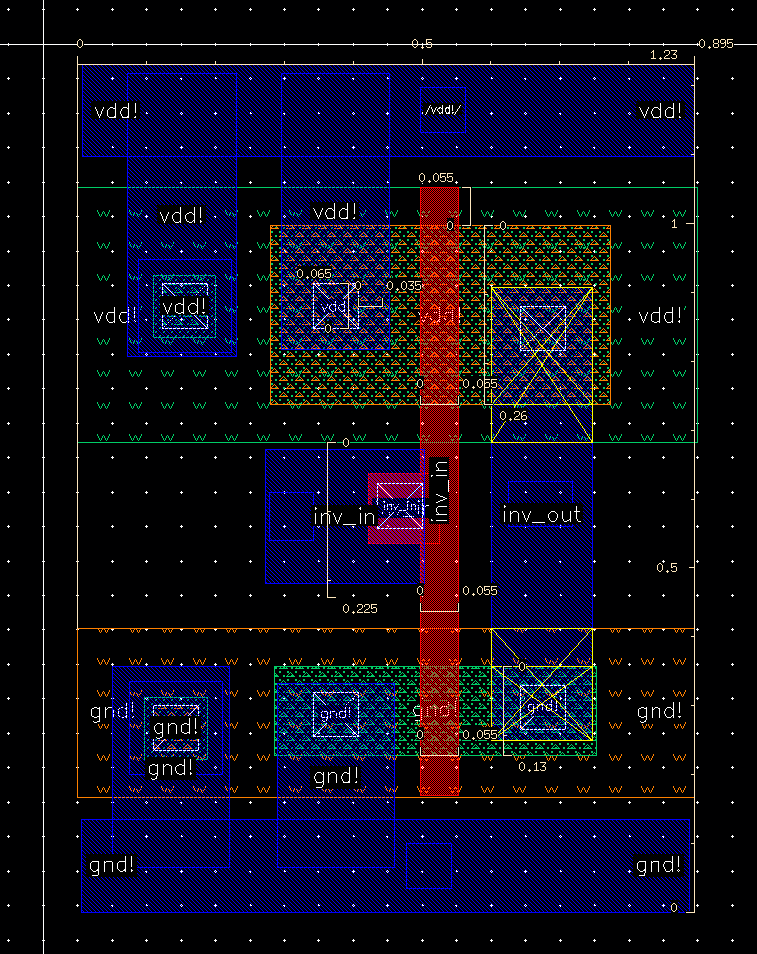 0 0.5 0.895
1.23
vdd! /vdd!/ vdd!
0.055
vdd! vdd!
0 0 1
0.065 0 0.035
vdd!
vdd! vdd! vdd!
0
0 0.055
0.26
0
inv_in
inv_in inv_in inv_out
0.5
0 0.055
0.225
0
gnd! gnd! gnd! gnd! gnd!
gnd!
0 0.055
gnd! gnd! 0.13
gnd! gnd!
0